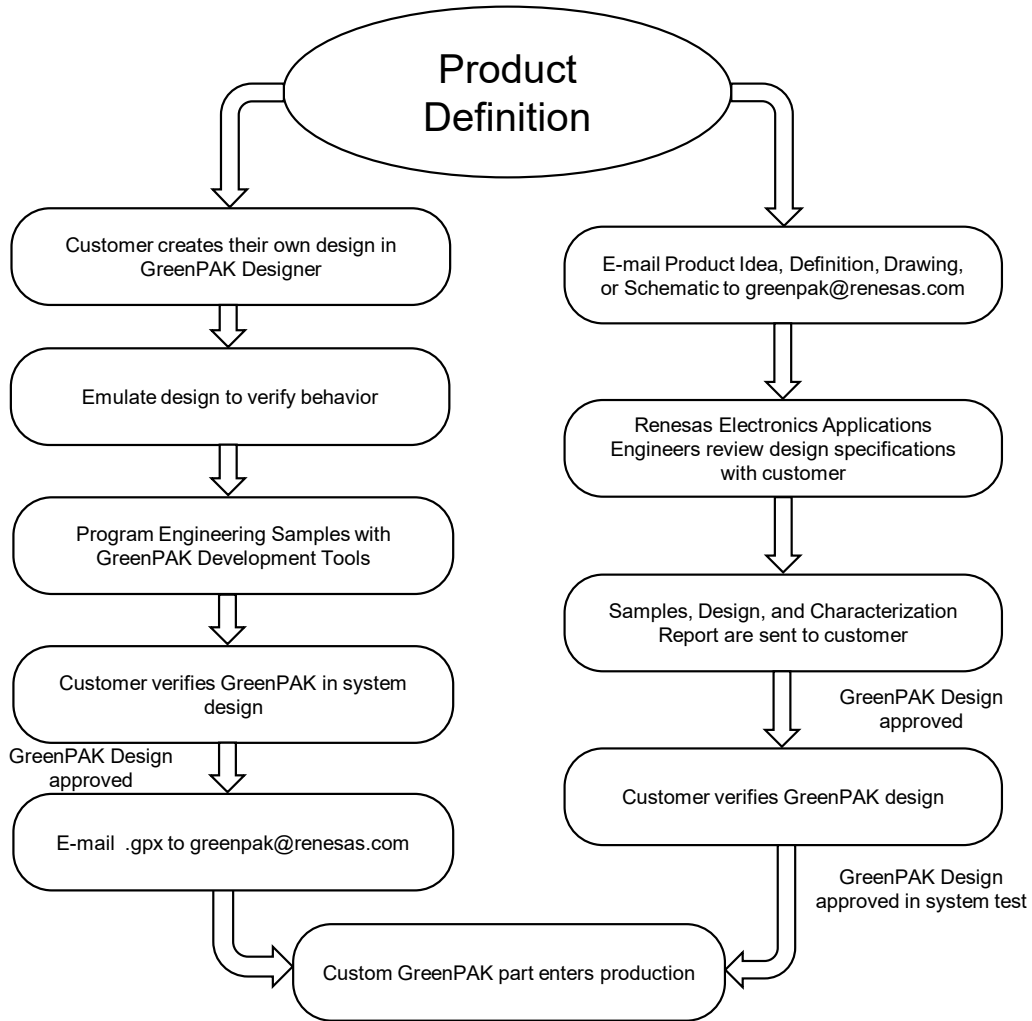 Product
Definition
Customer creates their own design in
GreenPAK Designer
Emulate design to verify behavior
Program Engineering Samples with
GreenPAK Development Tools
Customer verifies GreenPAK in system
design
GreenPAK Design
approved
E-mail .gpx to greenpak@renesas.com
E-mail Product Idea, Definition, Drawing,
or Schematic to greenpak@renesas.com
Renesas Electronics Applications
Engineers review design specifications
with customer
Samples, Design, and Characterization
Report are sent to customer
GreenPAK Design
approved
Customer verifies GreenPAK design
GreenPAK Design
approved in system test
Custom GreenPAK part enters production